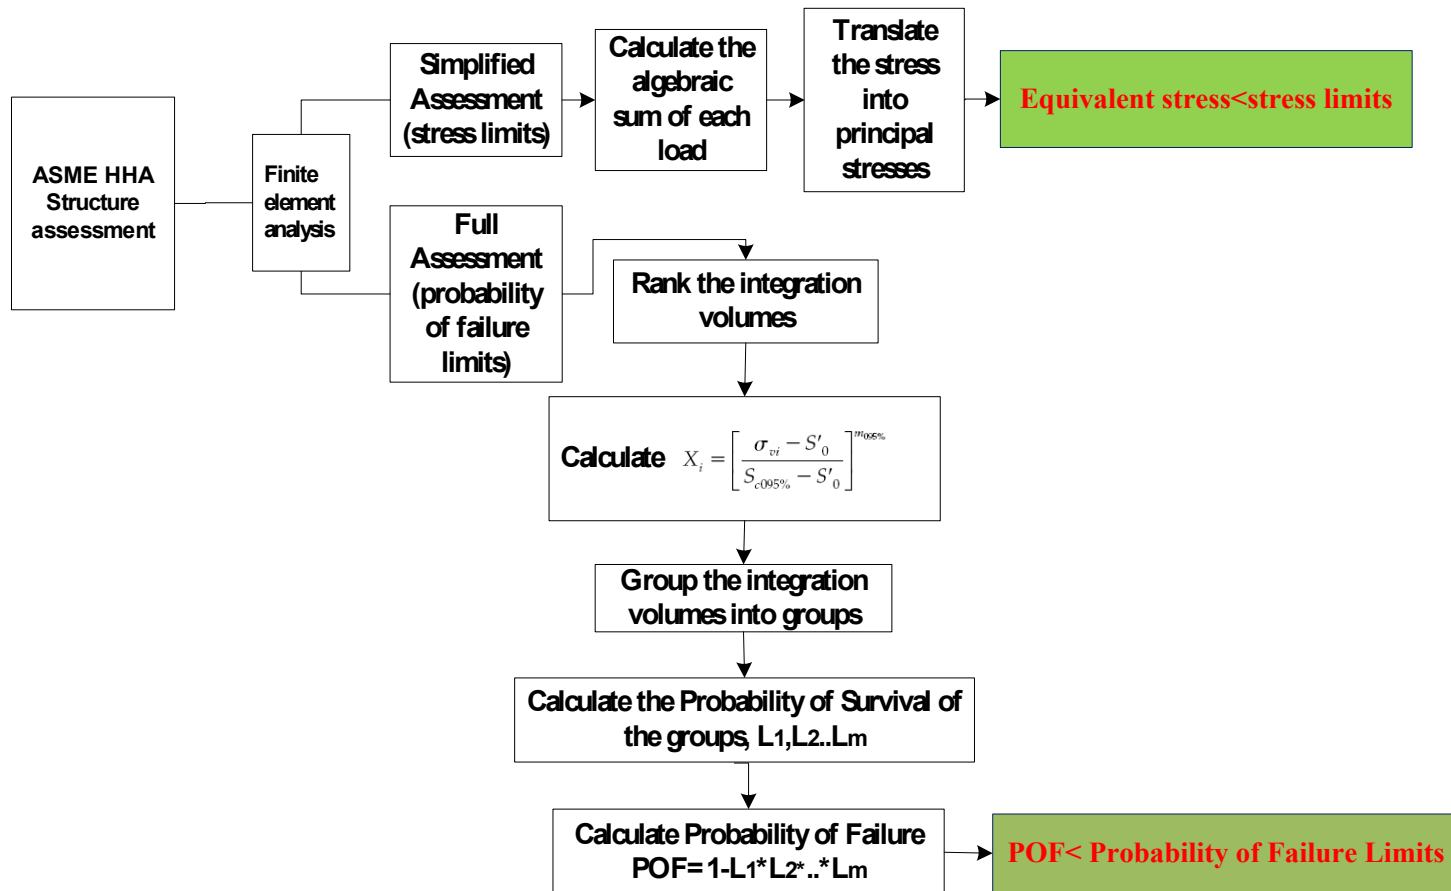 ASME HHA
Structure
assessment
Finite
element
analysis
Simplified
Assessment
(stress limits)
Calculate the
algebraic
sum of each
load
Translate
the stress
into
principal
stresses
Equivalent stress<stress limits
Full
Assessment
(probability
of failure
limits)
Rank the integration
volumes
Calculate X_i = [ (σ_vi − S′_0) / (S_c095% − S′_0) ]^m_095%
Group the integration
volumes into groups
Calculate the Probability of Survival of
the groups, L1,L2..Lm
Calculate Probability of Failure
POF=1-L1*L2*..*Lm
POF< Probability of Failure Limits